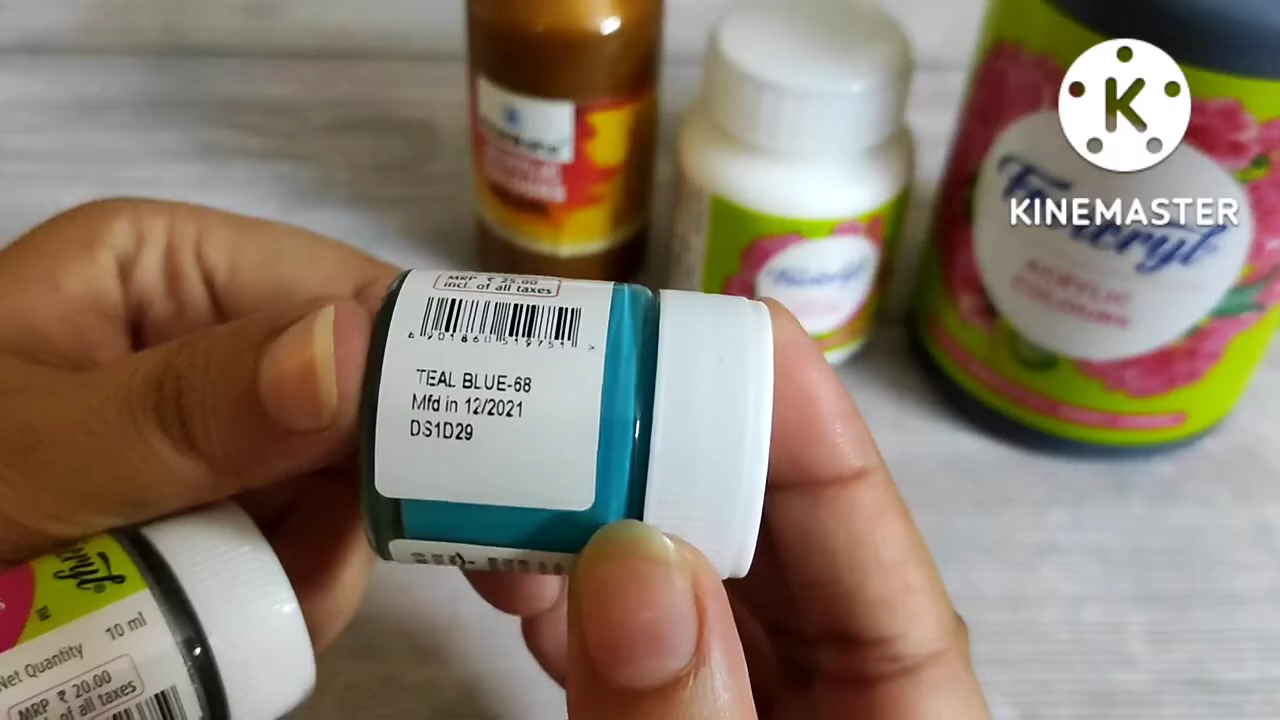 KINEMASTER
Fevicryl
ACRYLIC
COLOURS
MRP ₹ 25.00
incl. of all taxes
TEAL BLUE-68
Mfd in 12/2021
DS1D29
10 ml
Net Quantity
MRP ₹ 20.00
incl. of all taxes